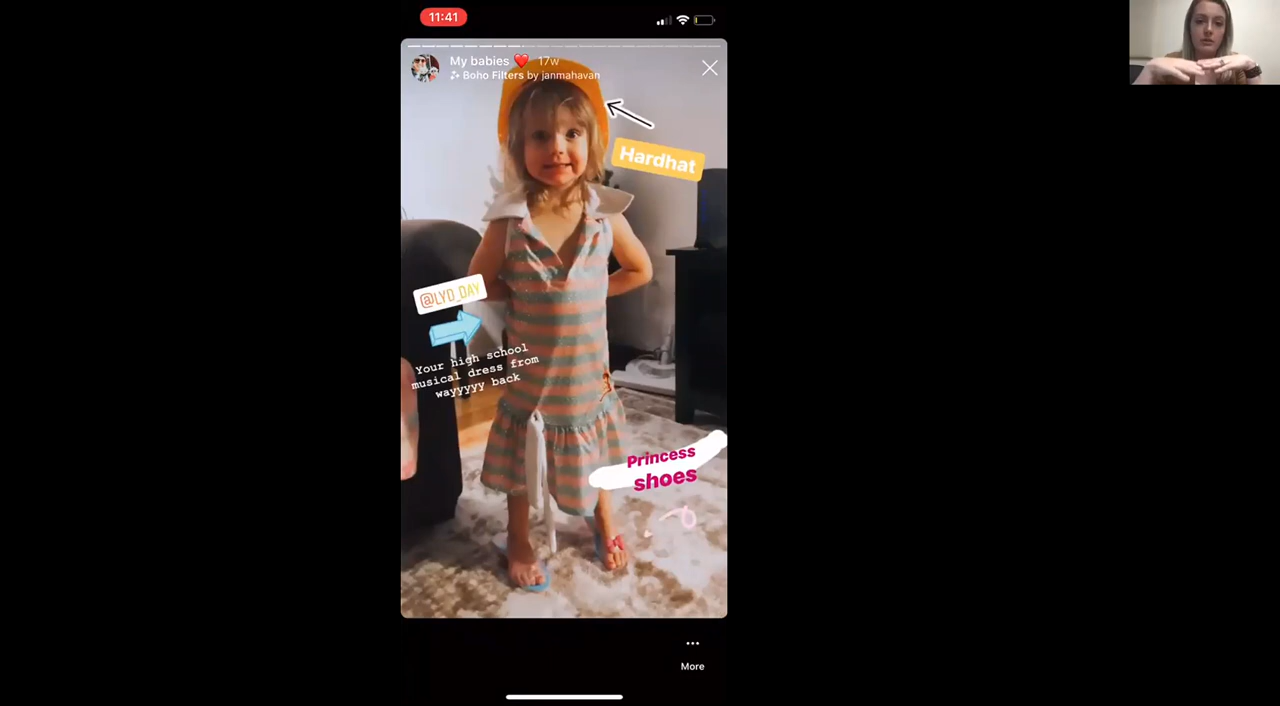 11:41
My babies ❤️ 17w
Boho Filters by janmahavan
Hardhat
@LYD_DAY
Your high school
musical dress from
wayyyyy back
Princess
shoes
More